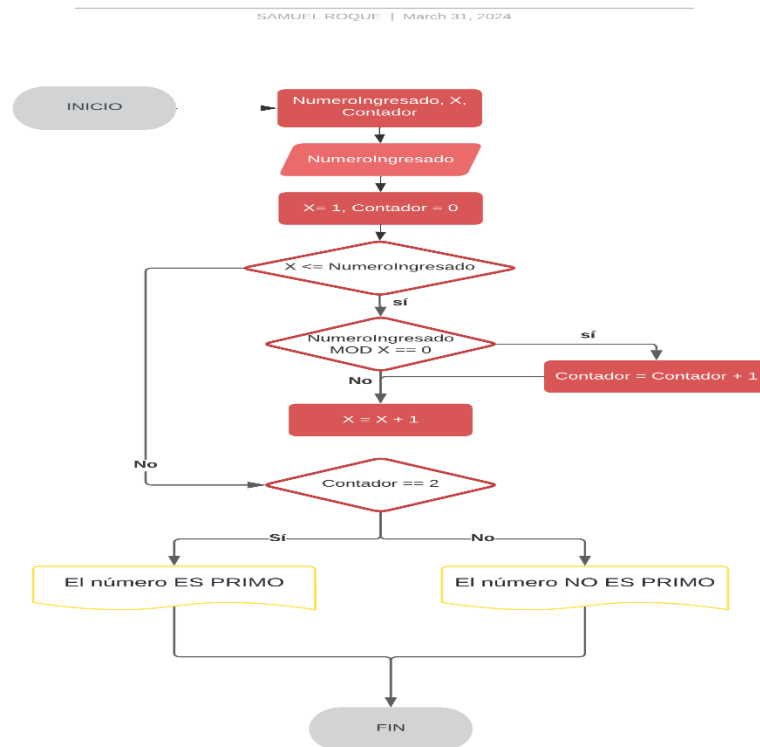 SAMUEL ROQUE | March 31, 2024
INICIO
NumeroIngresado, X,
Contador
NumeroIngresado
X= 1, Contador = 0
X <= NumeroIngresado
sí
NumeroIngresado
MOD X == 0
sí
Contador = Contador + 1
No
X = X + 1
No
Contador == 2
Sí
No
El número ES PRIMO
El número NO ES PRIMO
FIN